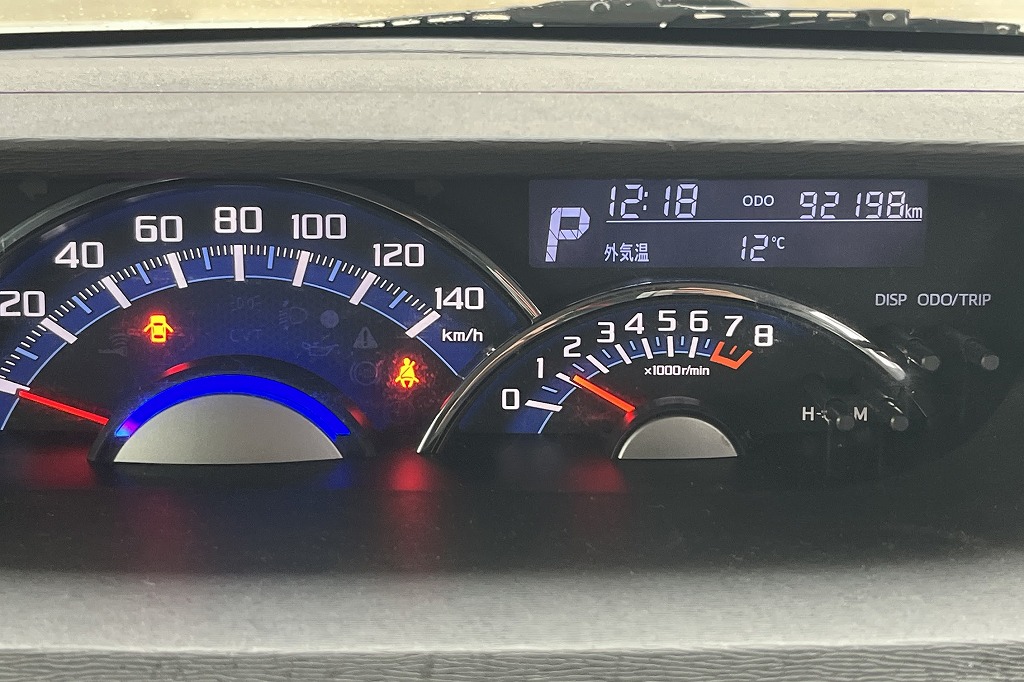 20 40 60 80 100 120 140
km/h
P
12:18 ODO 92198km
外気温 12℃
DISP ODO/TRIP
0 1 2 3 4 5 6 7 8
×1000r/min
H M